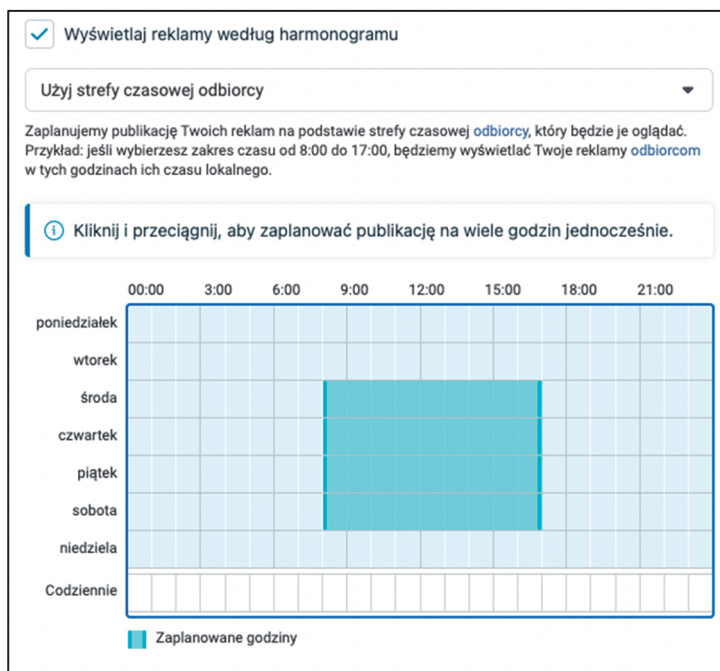 Wyświetlaj reklamy według harmonogramu
Użyj strefy czasowej odbiorcy
Zaplanujemy publikację Twoich reklam na podstawie strefy czasowej odbiorcy, który będzie je oglądać.
Przykład: jeśli wybierzesz zakres czasu od 8:00 do 17:00, będziemy wyświetlać Twoje reklamy odbiorcom
w tych godzinach ich czasu lokalnego.
Kliknij i przeciągnij, aby zaplanować publikację na wiele godzin jednocześnie.
00:00 3:00 6:00 9:00 12:00 15:00 18:00 21:00
poniedziałek
wtorek
środa
czwartek
piątek
sobota
niedziela
Codziennie
Zaplanowane godziny